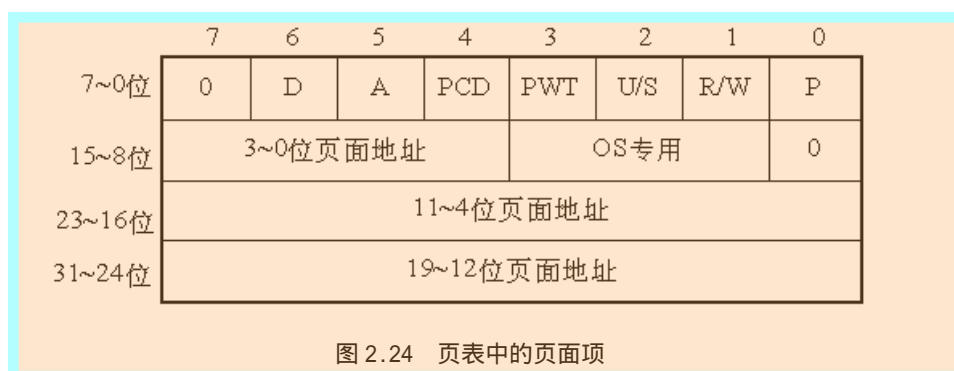 7 6 5 4 3 2 1 0
7~0位 0 D A PCD PWT U/S R/W P
15~8位 3~0位页面地址 OS专用 0
23~16位 11~4位页面地址
31~24位 19~12位页面地址
图 2.24 页表中的页面项